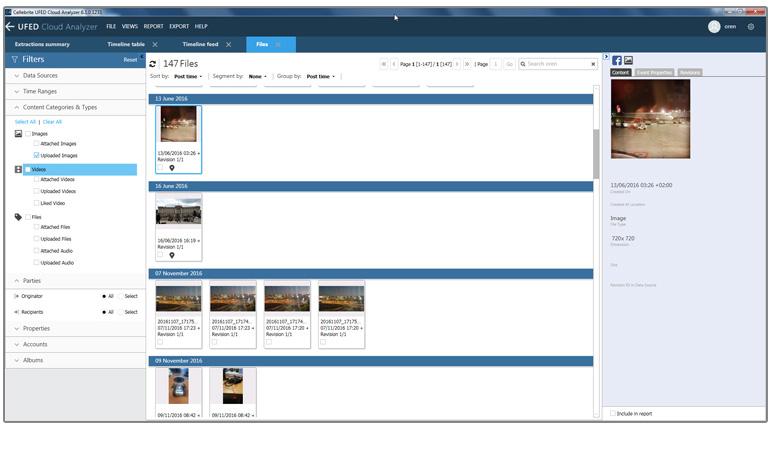 Cellebrite UFED Cloud Analyzer 6.1.0.1231
UFED Cloud Analyzer FILE VIEWS REPORT EXPORT HELP oren
Extractions summary Timeline table Timeline feed Files
Filters Reset
147 Files
Page 1 [1-147] / 1 [147] | Page 1 Go Search oren
Sort by: Post time Segment by: None Group by: Post time
Data Sources
Time Ranges
Content Categories & Types
Select All | Clear All
Images
Attached Images
Uploaded Images
Videos
Attached Videos
Uploaded Videos
Liked Video
Files
Attached Files
Uploaded Files
Attached Audio
Uploaded Audio
Parties
Originator All Select
Recipients All Select
Properties
Accounts
Albums
13 June 2016
13/06/2016 03:26 +
Revision 1/1
16 June 2016
16/06/2016 16:19 +
Revision 1/1
07 November 2016
20161107_17175... 20161107_17174... 20161107_17174... 20161107_17175...
07/11/2016 17:23 + 07/11/2016 17:23 + 07/11/2016 17:20 + 07/11/2016 17:20 +
Revision 1/1 Revision 1/1 Revision 1/1 Revision 1/1
09 November 2016
09/11/2016 08:42 + 09/11/2016 08:42 +
Content Event Properties Revisions
13/06/2016 03:26 +02:00
Created On
Created At Location
Image
File Type
720x 720
Dimension
Size
Revision ID in Data Source
Include in report